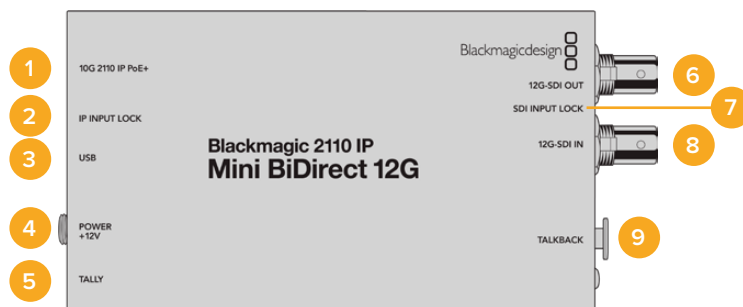 1
10G 2110 IP PoE+
2
IP INPUT LOCK
3
USB
4
POWER
+12V
5
TALLY
Blackmagic 2110 IP
Mini BiDirect 12G
Blackmagicdesign
12G-SDI OUT
6
SDI INPUT LOCK
7
12G-SDI IN
8
TALKBACK
9